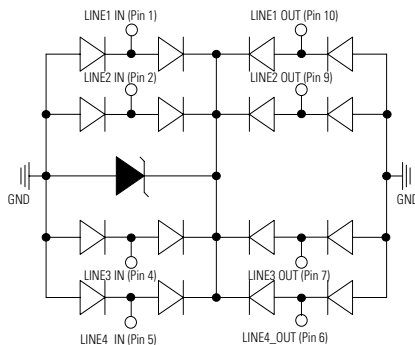 LINE1 IN (Pin 1)
LINE1 OUT (Pin 10)
LINE2 IN (Pin 2)
LINE2 OUT (Pin 9)
GND
GND
LINE3 IN (Pin 4)
LINE3 OUT (Pin 7)
LINE4 IN (Pin 5)
LINE4_OUT (Pin 6)